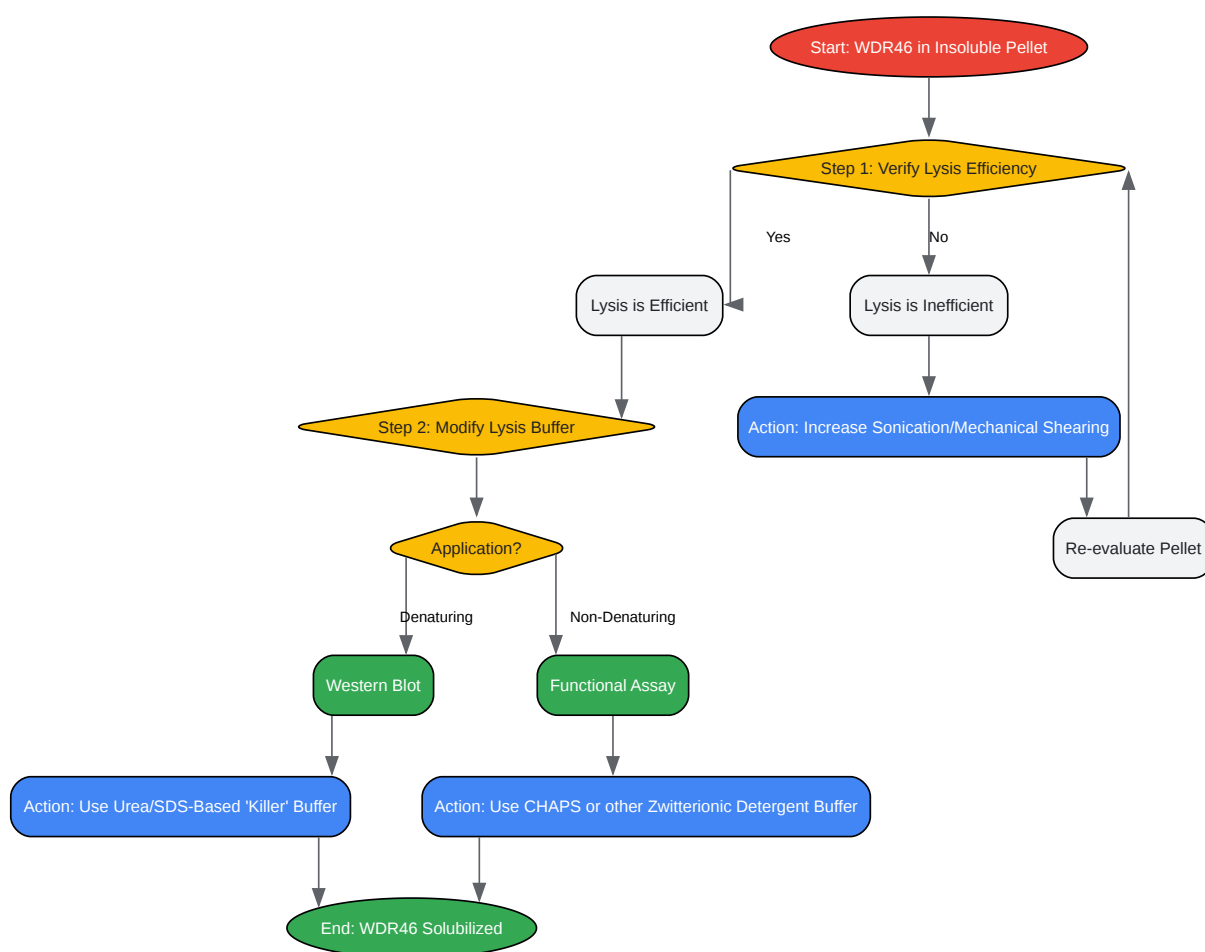 Start: WDR46 in Insoluble Pellet
Step 1: Verify Lysis Efficiency
Yes
No
Lysis is Efficient
Lysis is Inefficient
Step 2: Modify Lysis Buffer
Action: Increase Sonication/Mechanical Shearing
Application?
Re-evaluate Pellet
Denaturing
Non-Denaturing
Western Blot
Functional Assay
Action: Use Urea/SDS-Based 'Killer' Buffer
Action: Use CHAPS or other Zwitterionic Detergent Buffer
End: WDR46 Solubilized